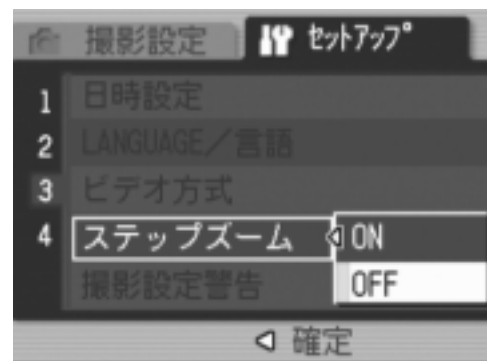 撮影設定 セットアップ
1 日時設定
2 LANGUAGE／言語
3 ビデオ方式
4 ステップズーム ON
撮影設定警告 OFF
確定